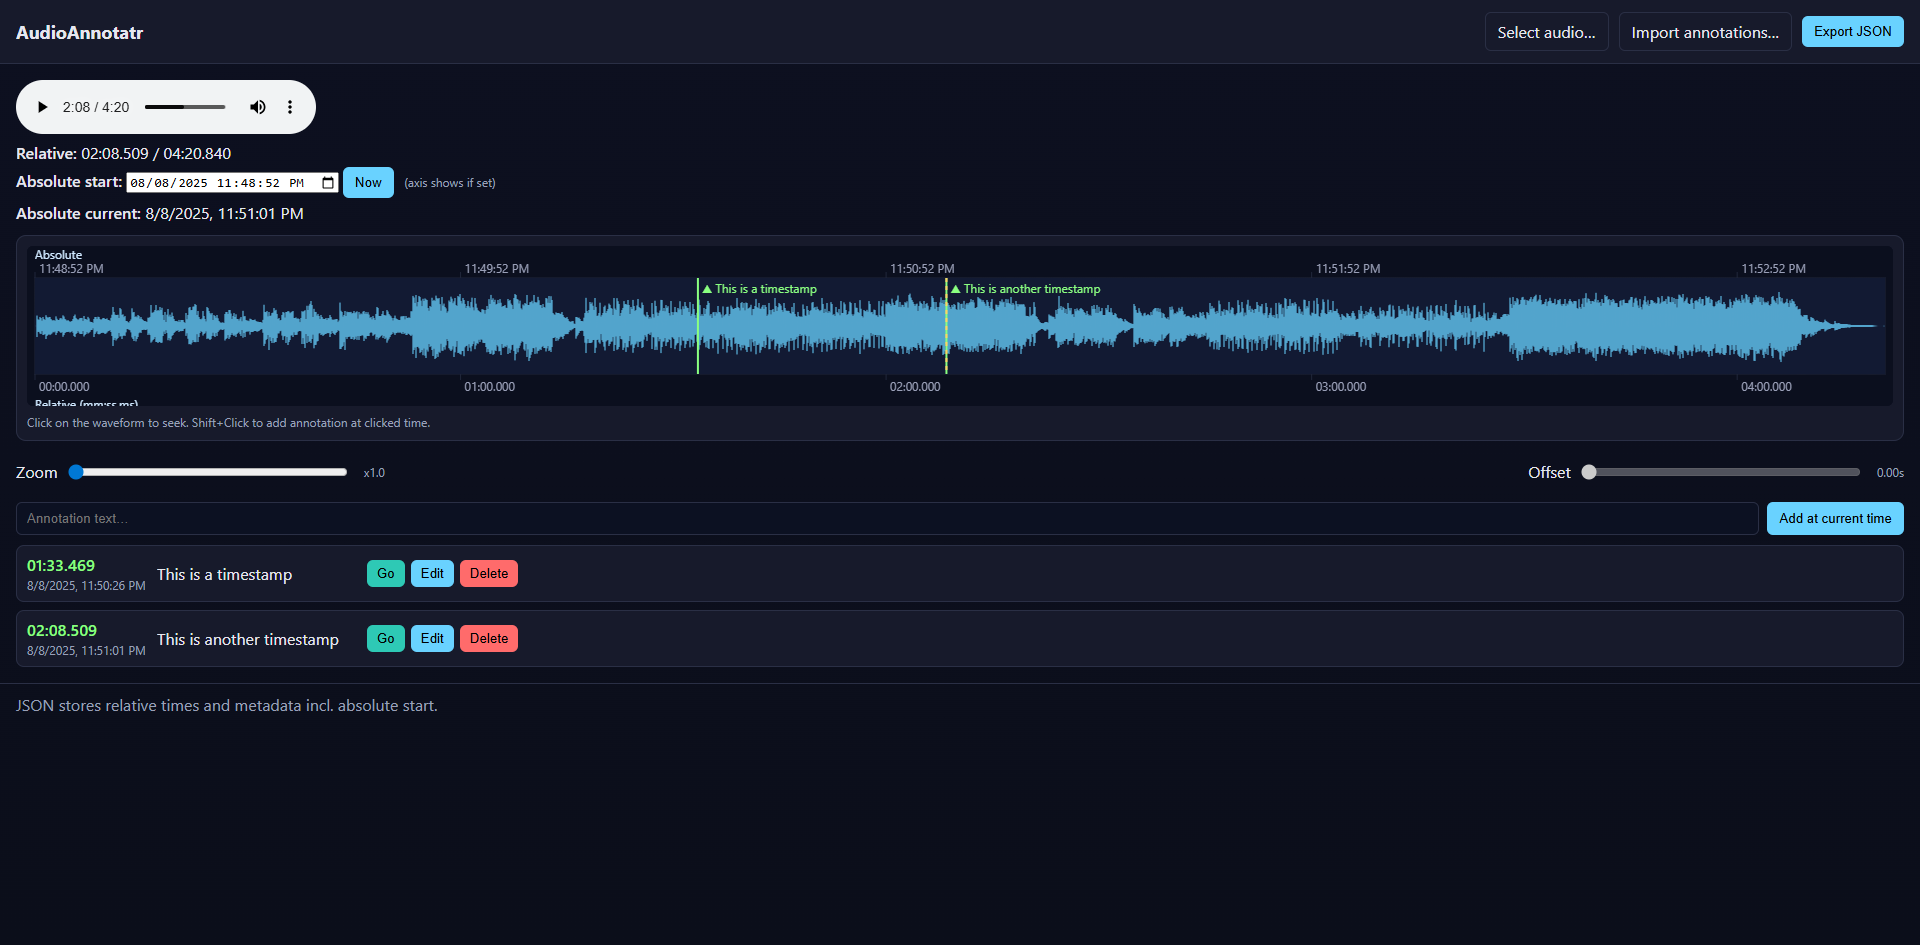 AudioAnnotatr
Select audio...
Import annotations...
Export JSON
2:08 / 4:20
Relative: 02:08.509 / 04:20.840
Absolute start: 08/08/2025 11:48:52 PM Now (axis shows if set)
Absolute current: 8/8/2025, 11:51:01 PM
Absolute
11:48:52 PM 11:49:52 PM 11:50:52 PM 11:51:52 PM 11:52:52 PM
This is a timestamp This is another timestamp
00:00.000 01:00.000 02:00.000 03:00.000 04:00.000
Relative (mm:ss.ms)
Click on the waveform to seek. Shift+Click to add annotation at clicked time.
Zoom x1.0 Offset 0.00s
Annotation text... Add at current time
01:33.469
8/8/2025, 11:50:26 PM
This is a timestamp
Go Edit Delete
02:08.509
8/8/2025, 11:51:01 PM
This is another timestamp
Go Edit Delete
JSON stores relative times and metadata incl. absolute start.